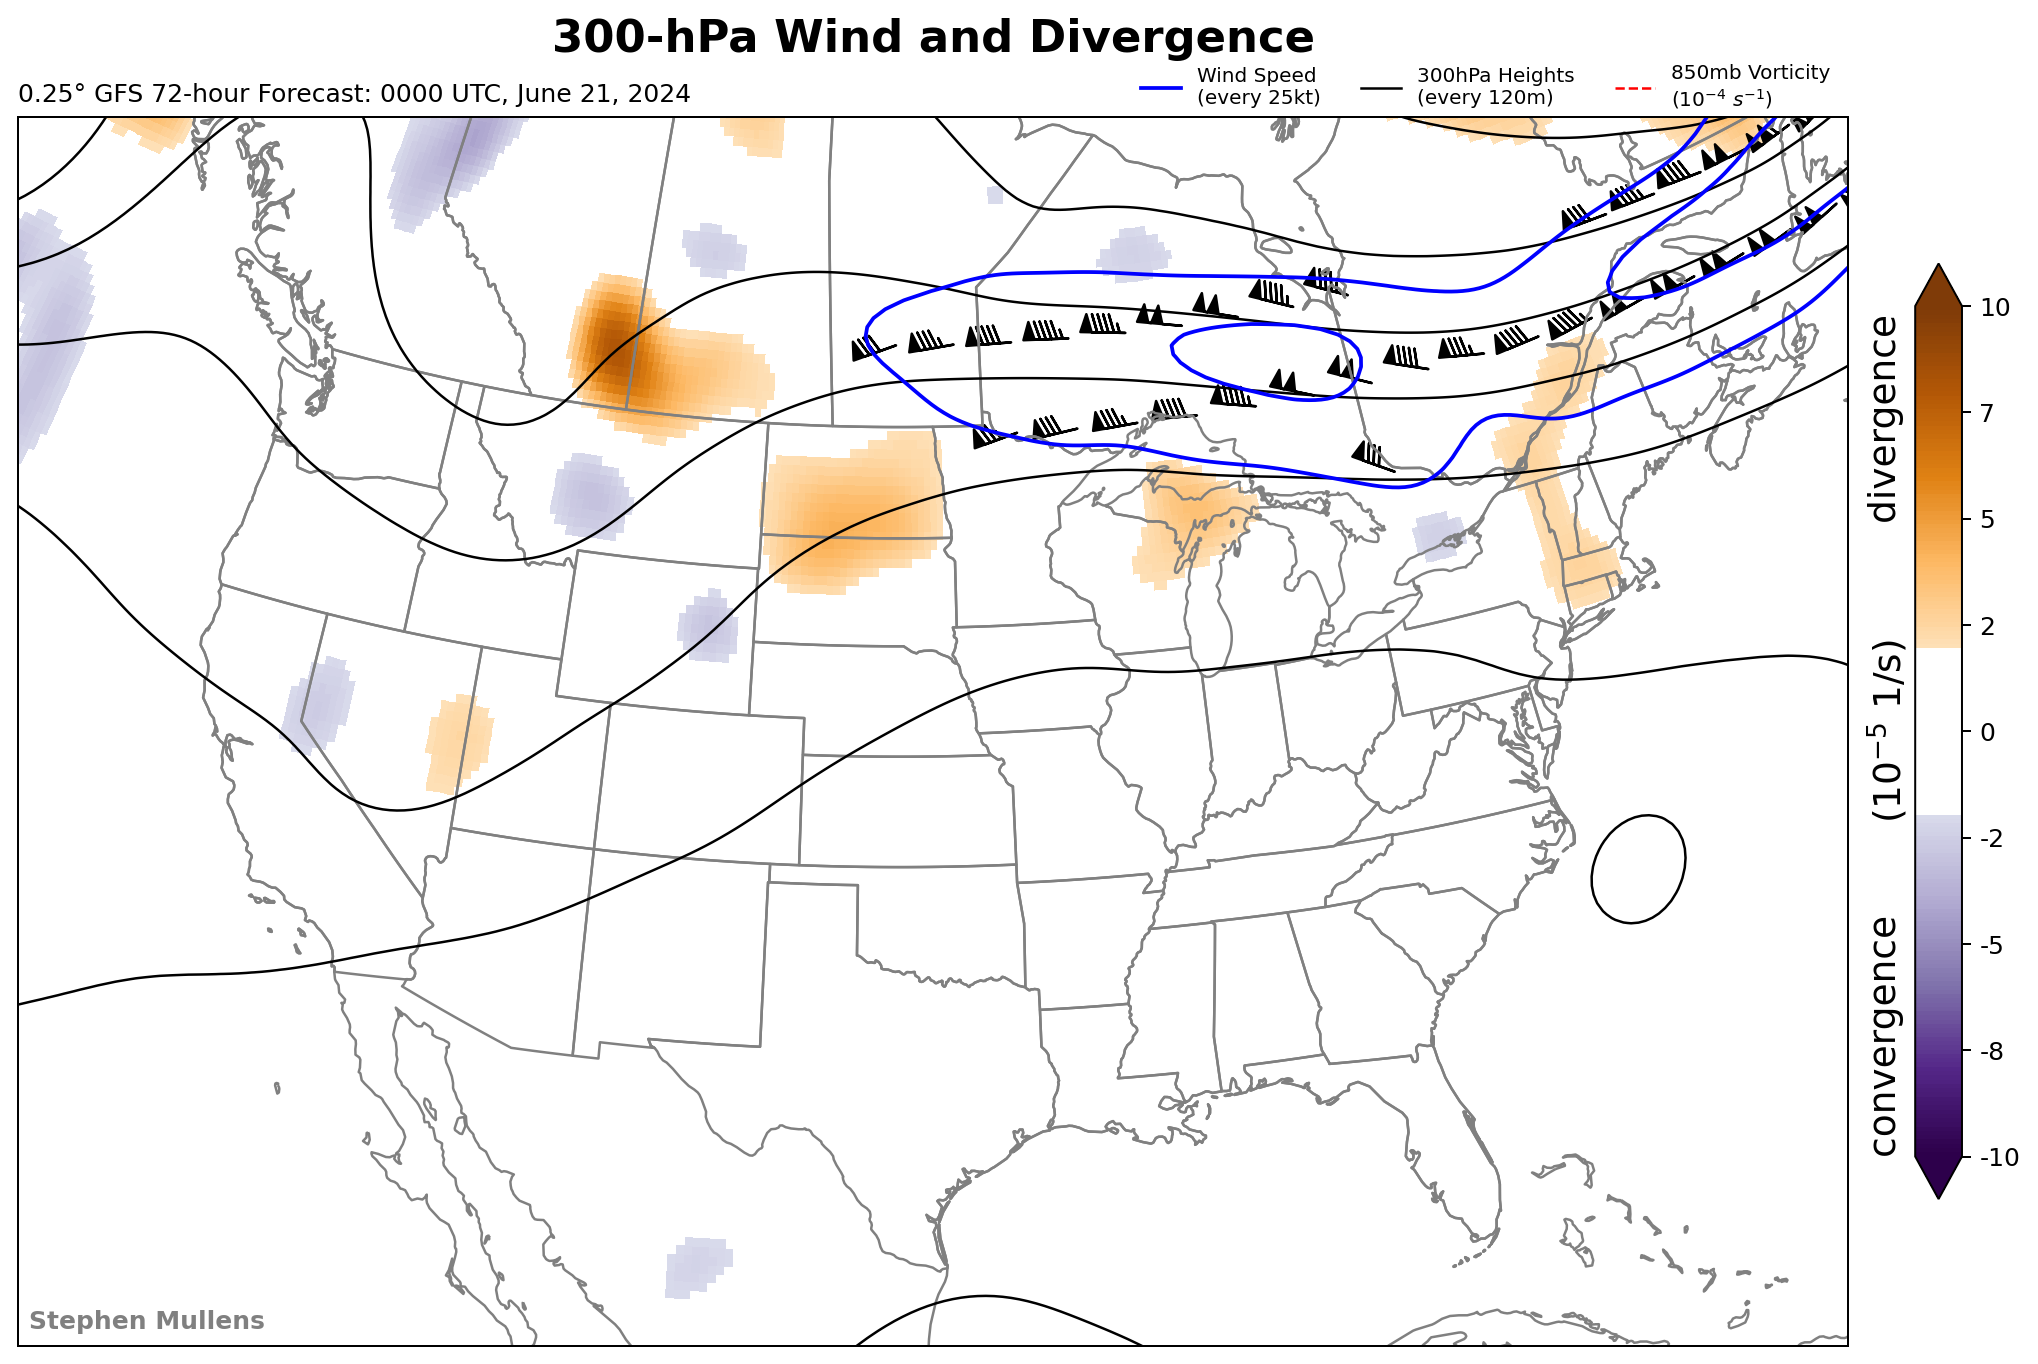 300-hPa Wind and Divergence
0.25° GFS 72-hour Forecast: 0000 UTC, June 21, 2024
Wind Speed
(every 25kt)
300hPa Heights
(every 120m)
850mb Vorticity
(10⁻⁴ s⁻¹)
10
7
5
2
0
-2
-5
-8
-10
convergence (10⁻⁵ 1/s) divergence
Stephen Mullens